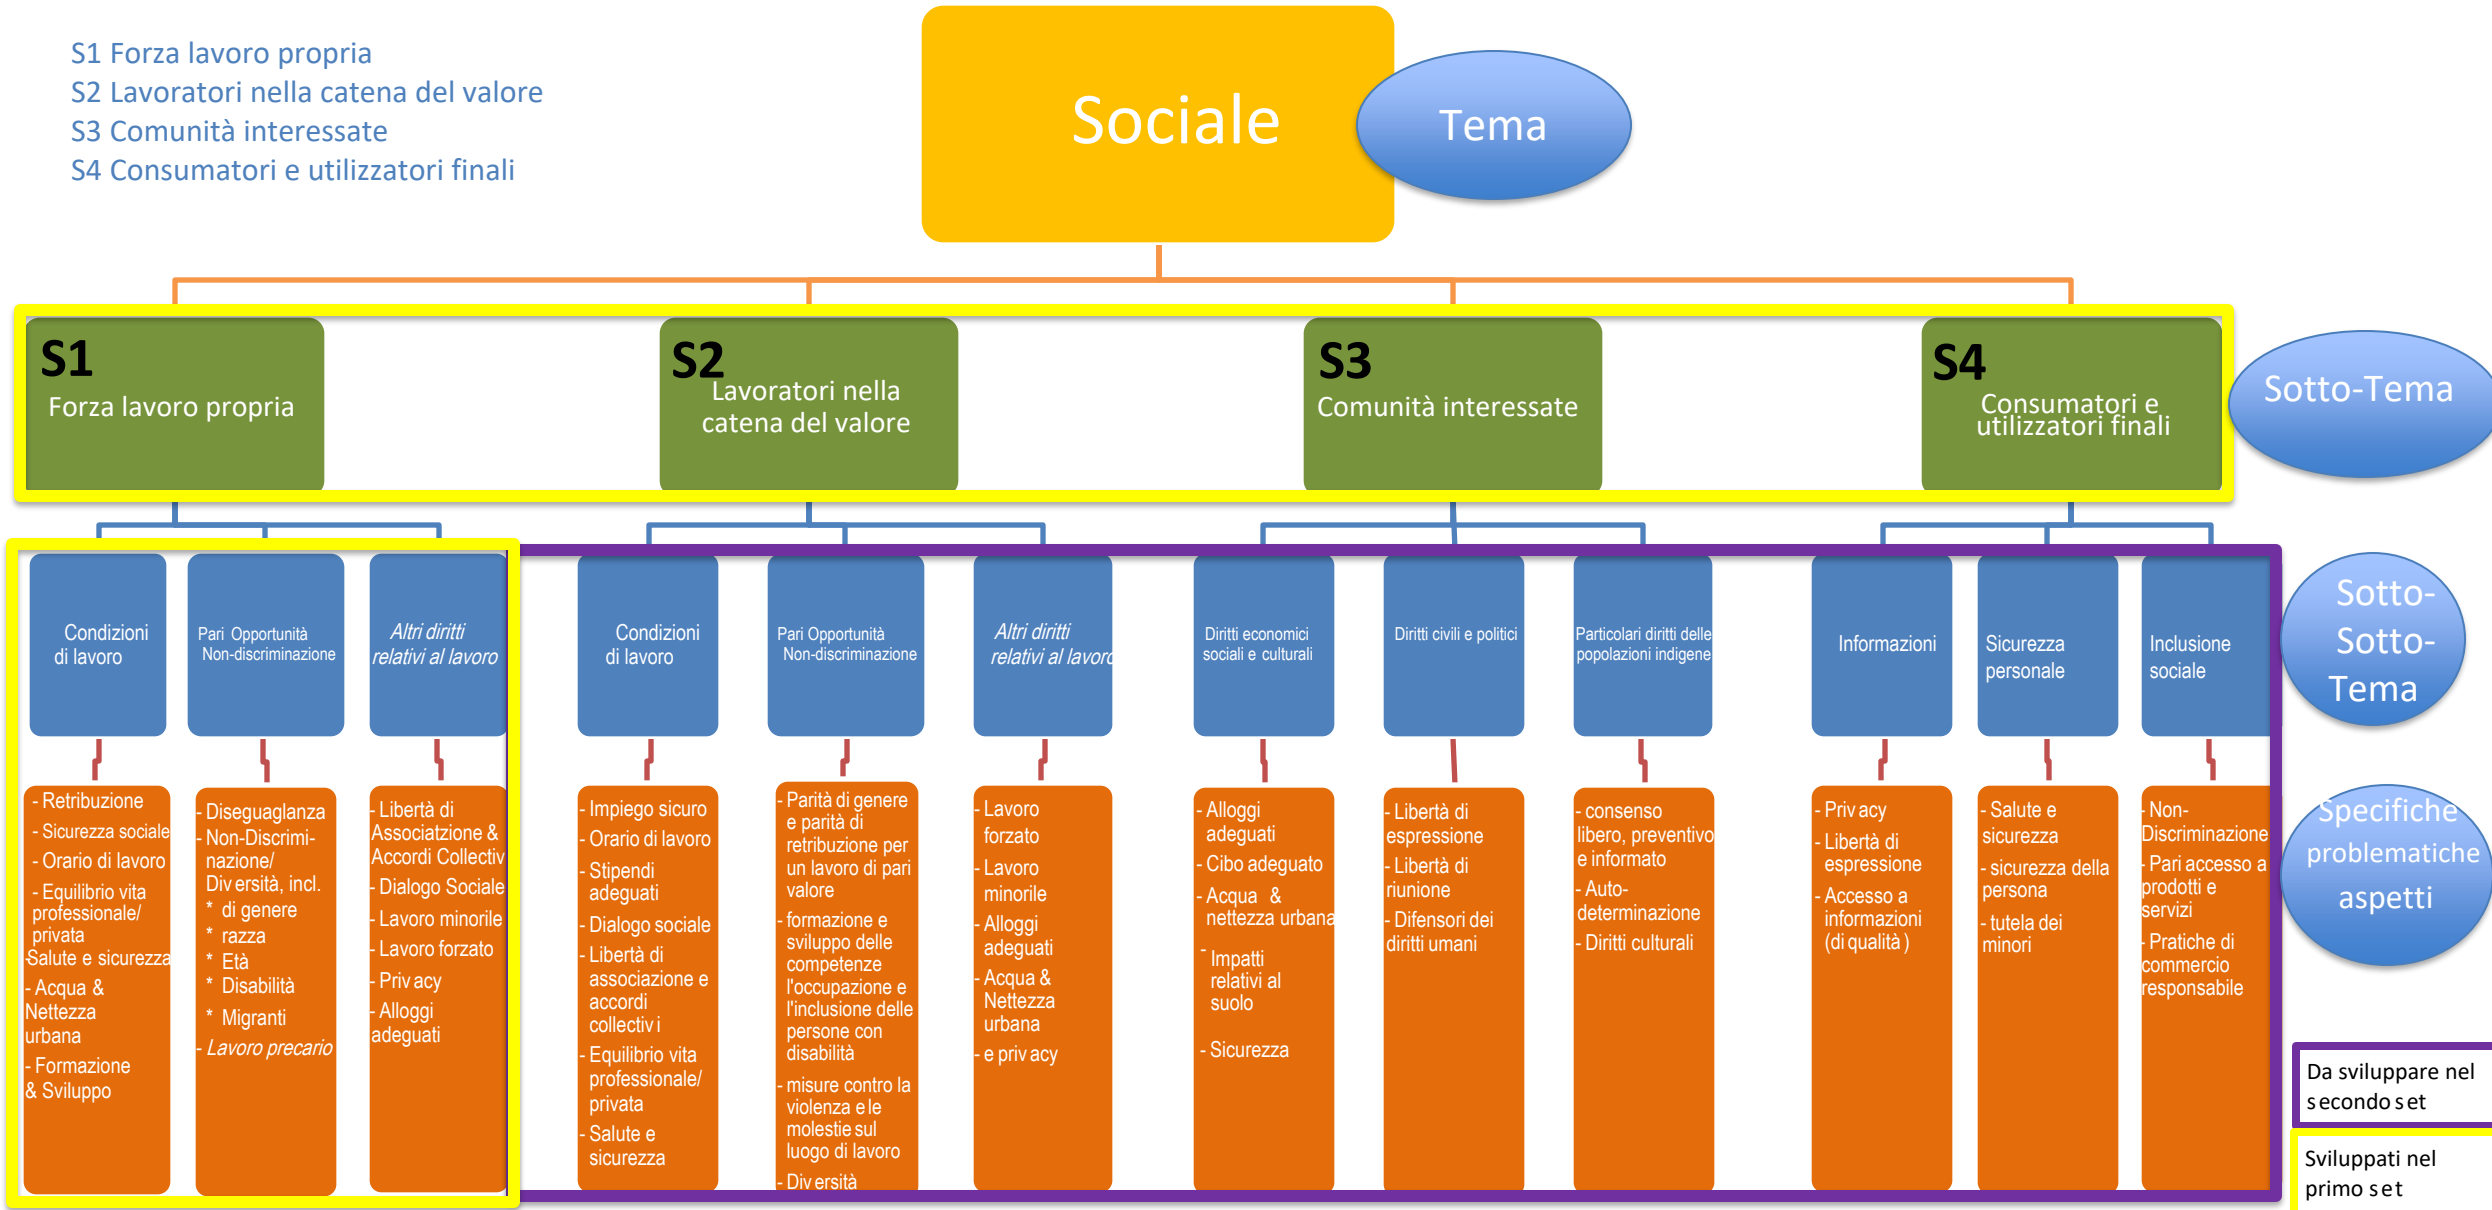 S1 Forza lavoro propria
S2 Lavoratori nella catena del valore
S3 Comunità interessate
S4 Consumatori e utilizzatori finali
Sociale
Tema
S1
Forza lavoro propria
S2
Lavoratori nella
catena del valore
S3
Comunità interessate
S4
Consumatori e
utilizzatori finali
Sotto-Tema
Condizioni
di lavoro
Pari Opportunità
Non-discriminazione
Altri diritti
relativi al lavoro
Condizioni
di lavoro
Pari Opportunità
Non-discriminazione
Altri diritti
relativi al lavoro
Diritti economici
sociali e culturali
Diritti civili e politici
Particolari diritti delle
popolazioni indigene
Informazioni
Sicurezza
personale
Inclusione
sociale
Sotto-
Sotto-
Tema
- Retribuzione
- Sicurezza sociale
- Orario di lavoro
- Equilibrio vita
professionale/
privata
-Salute e sicurezza
- Acqua &
Nettezza
urbana
- Formazione
& Sviluppo
- Diseguaglanza
- Non-Discrimi-
nazione/
Diversità, incl.
* di genere
* razza
* Età
* Disabilità
* Migranti
- Lavoro precario
- Libertà di
Associatzione &
Accordi Collectiv
- Dialogo Sociale
- Lavoro minorile
- Lavoro forzato
- Privacy
- Alloggi
adeguati
- Impiego sicuro
- Orario di lavoro
- Stipendi
adeguati
- Dialogo sociale
- Libertà di
associazione e
accordi
collectivi
- Equilibrio vita
professionale/
privata
- Salute e
sicurezza
- Parità di genere
e parità di
retribuzione per
un lavoro di pari
valore
- formazione e
sviluppo delle
competenze
l'occupazione e
l'inclusione delle
persone con
disabilità
- misure contro la
violenza e le
molestie sul
luogo di lavoro
- Diversità
- Lavoro
forzato
- Lavoro
minorile
- Alloggi
adeguati
- Acqua &
Nettezza
urbana
- e privacy
- Alloggi
adeguati
- Cibo adeguato
- Acqua &
nettezza urbana
- Impatti
relativi al
suolo
- Sicurezza
- Libertà di
espressione
- Libertà di
riunione
- Difensori dei
diritti umani
- consenso
libero, preventivo
e informato
- Auto-
determinazione
- Diritti culturali
- Privacy
- Libertà di
espressione
- Accesso a
informazioni
(di qualità)
- Salute e
sicurezza
- sicurezza della
persona
- tutela dei
minori
- Non-
Discriminazione
- Pari accesso a
prodotti e
servizi
- Pratiche di
commercio
responsabile
Specifiche
problematiche
aspetti
Da sviluppare nel
secondo set
Sviluppati nel
primo set